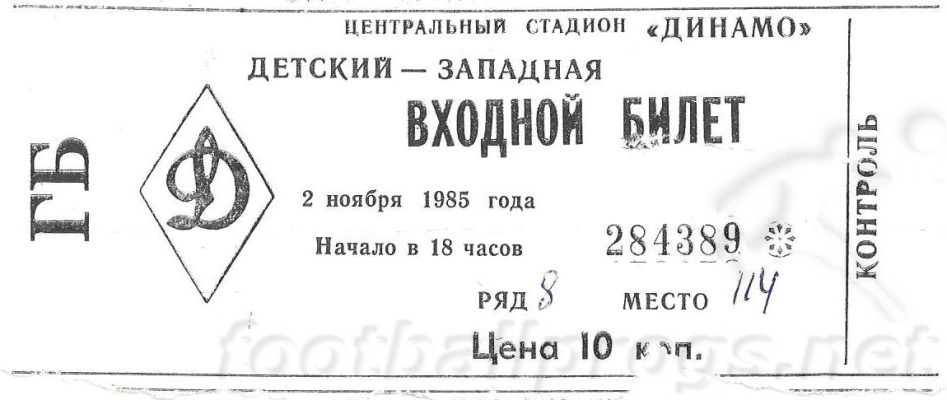 ЦЕНТРАЛЬНЫЙ СТАДИОН «ДИНАМО»
ДЕТСКИЙ — ЗАПАДНАЯ
ВХОДНОЙ БИЛЕТ
ГБ
Д
2 ноября 1985 года
Начало в 18 часов
284389
РЯД 8 МЕСТО 114
Цена 10 коп.
КОНТРОЛЬ
footballprogs.net